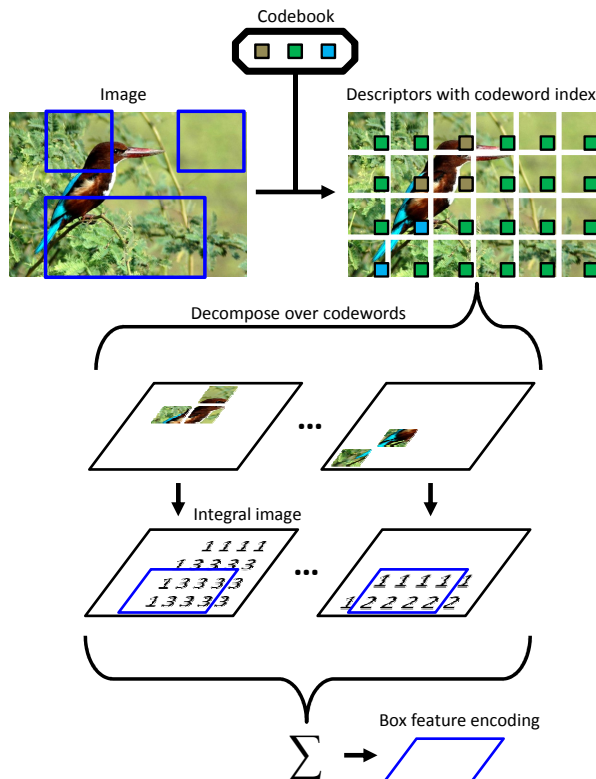 Codebook
Image
Descriptors with codeword index
Decompose over codewords
...
...
Integral image
1 1 1 1
1 3 3 3 3
1 3 3 3 3
1 3 3 3 3
...
1 1 1 1 1
1 2 2 2 2 2
Box feature encoding
∑